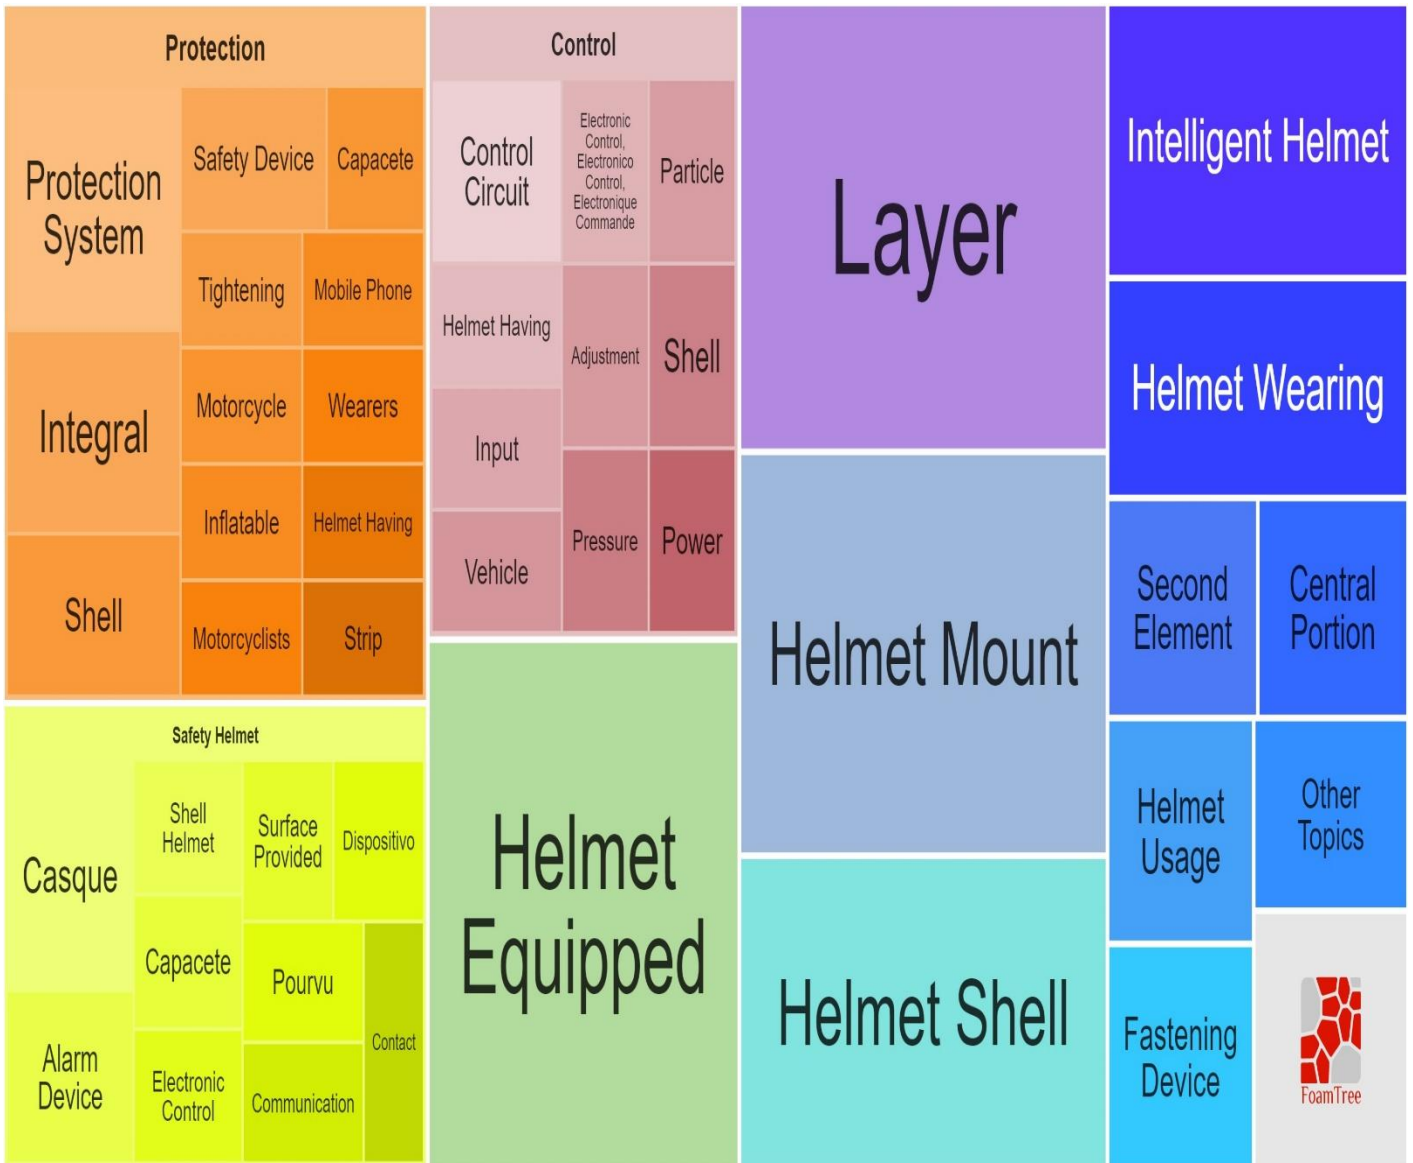 Protection
Protection
System
Integral
Shell
Safety Device
Capacete
Tightening
Mobile Phone
Motorcycle
Wearers
Inflatable
Helmet Having
Motorcyclists
Strip
Safety Helmet
Casque
Alarm
Device
Shell
Helmet
Surface
Provided
Dispositivo
Capacete
Pourvu
Contact
Electronic
Control
Communication
Control
Control
Circuit
Electronic
Control,
Electronico
Control,
Electronique
Commande
Particle
Helmet Having
Adjustment
Shell
Input
Vehicle
Pressure
Power
Helmet
Equipped
Layer
Helmet Mount
Helmet Shell
Intelligent Helmet
Helmet Wearing
Second
Element
Central
Portion
Helmet
Usage
Other
Topics
Fastening
Device
FoamTree